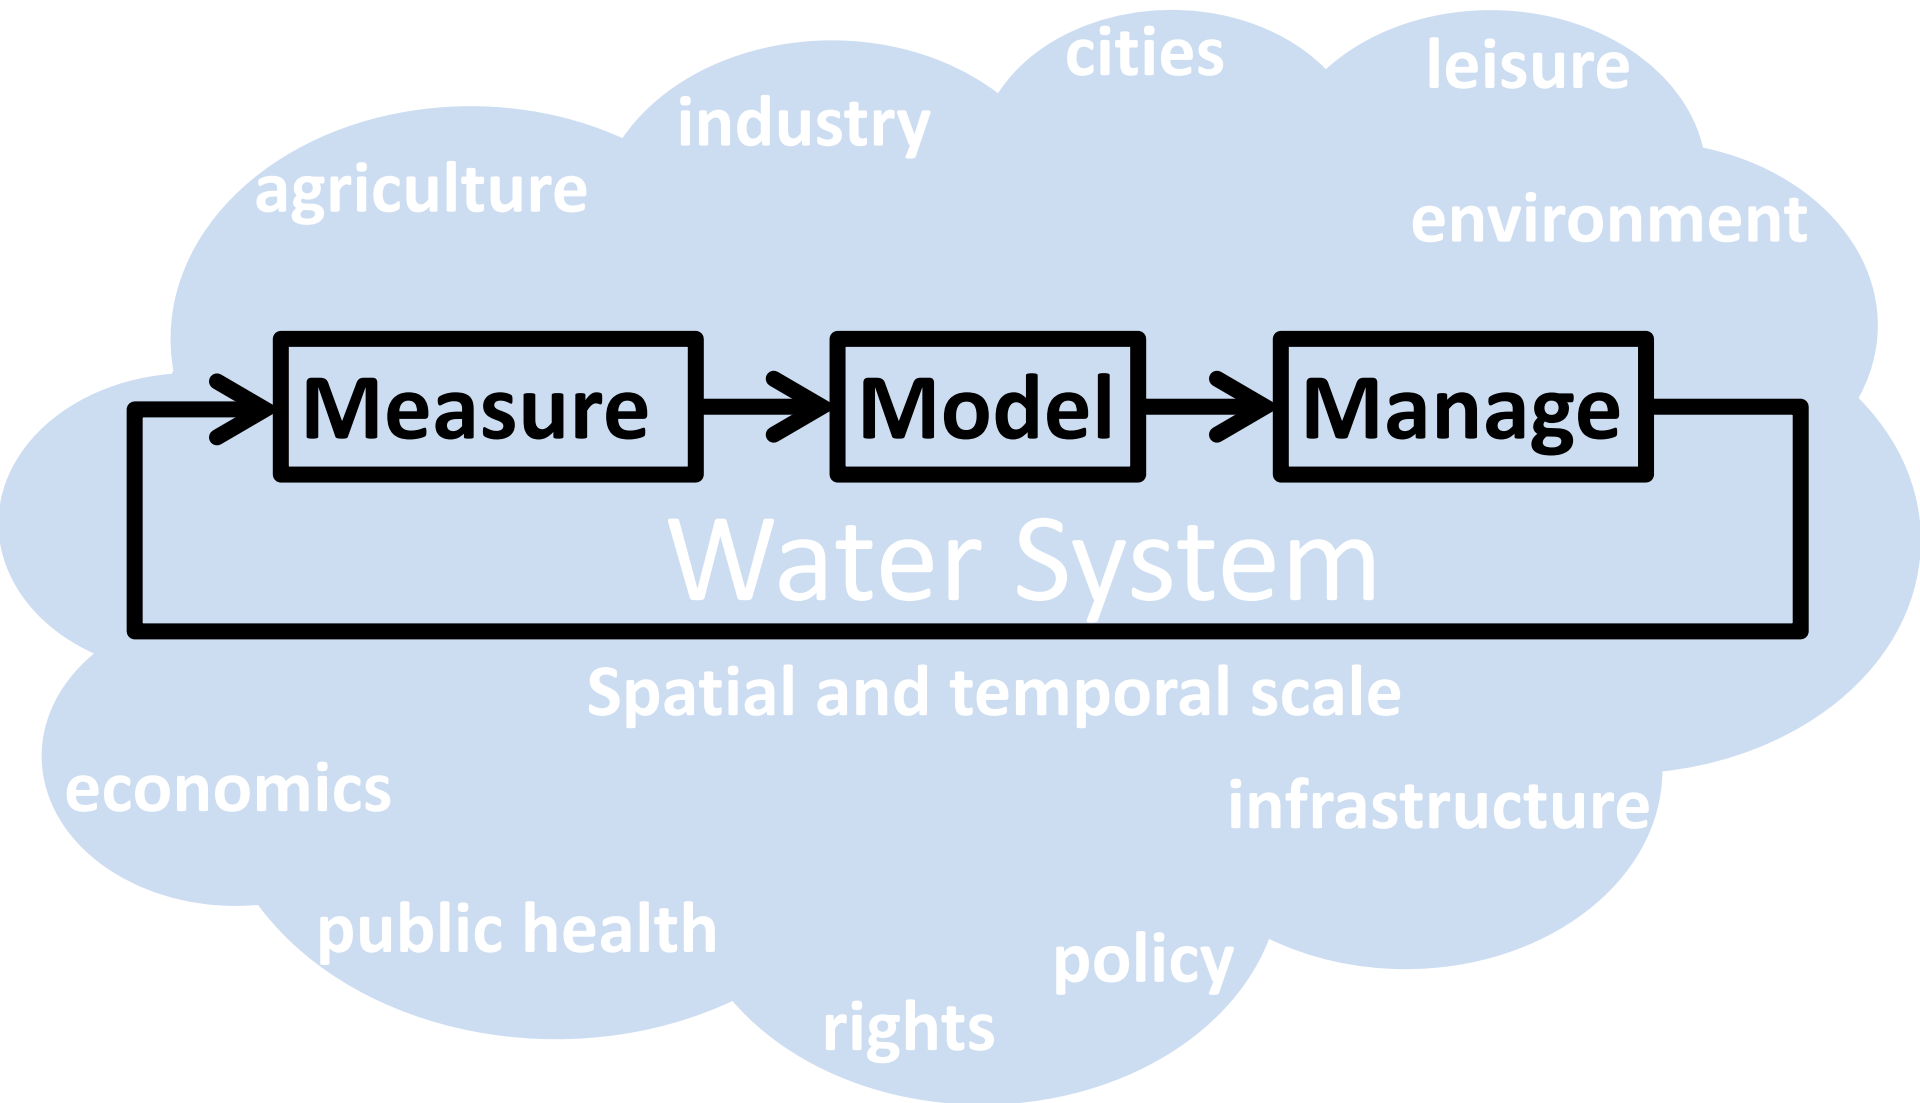 cities
leisure
industry
agriculture
environment
Measure
Model
Manage
Water System
Spatial and temporal scale
economics
infrastructure
public health
policy
rights